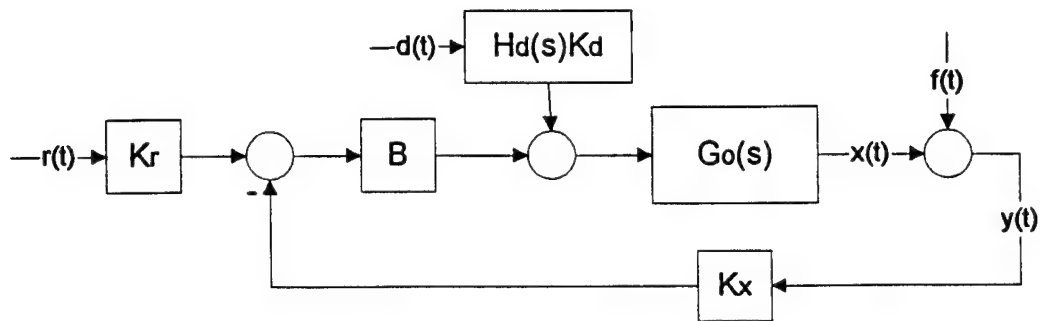 d(t)
Hd(s)Kd
f(t)
r(t)
Kr
B
Go(s)
x(t)
-
y(t)
Kx